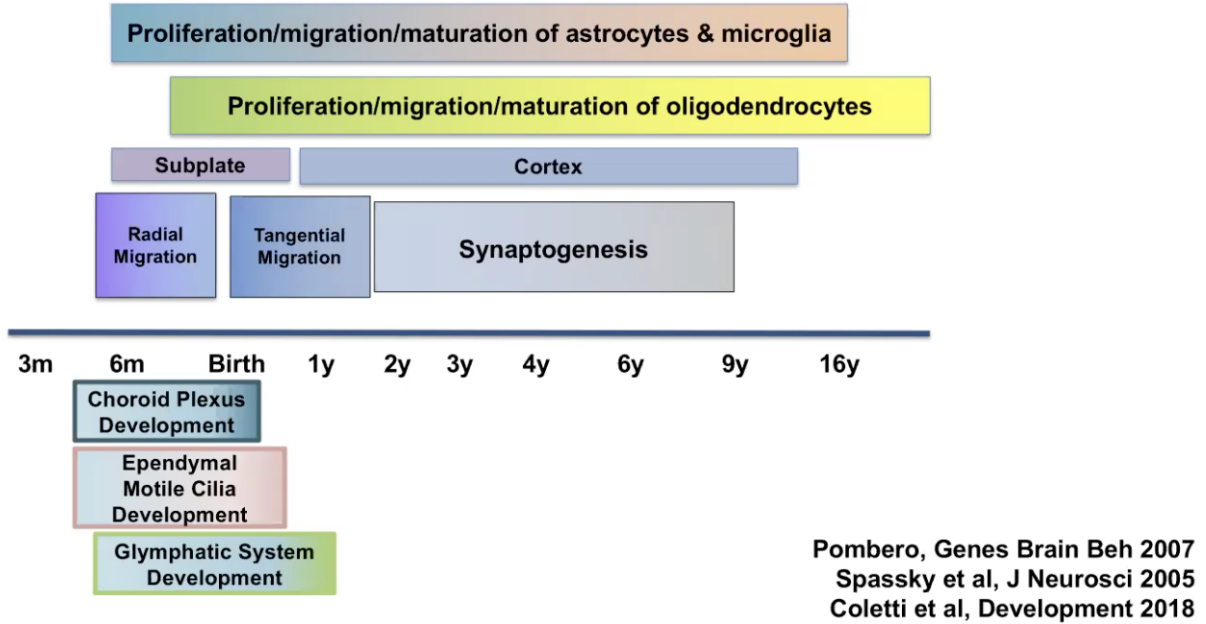 Proliferation/migration/maturation of astrocytes & microglia
Proliferation/migration/maturation of oligodendrocytes
Subplate
Cortex
Radial
Migration
Tangential
Migration
Synaptogenesis
3m 6m Birth 1y 2y 3y 4y 6y 9y 16y
Choroid Plexus
Development
Ependymal
Motile Cilia
Development
Glymphatic System
Development
Pombero, Genes Brain Beh 2007
Spassky et al, J Neurosci 2005
Coletti et al, Development 2018